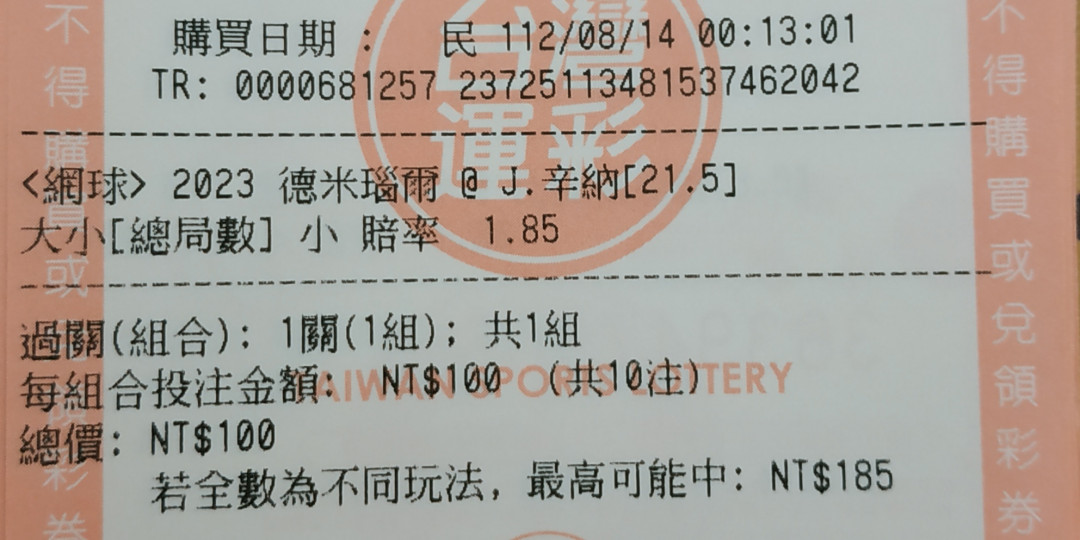 購買日期 : 民 112/08/14 00:13:01
TR: 0000681257 23725113481537462042
<網球> 2023 德米瑙爾 @ J.辛納[21.5]
大小[總局數] 小 賠率 1.85
過關(組合): 1關(1組); 共1組
每組合投注金額: NT$100 (共10注)
總價: NT$100
若全數為不同玩法, 最高可能中: NT$185
台灣
運彩
TAIWAN SPORTS LOTTERY
不得購買或兌領彩券
不得購買或兌領彩券